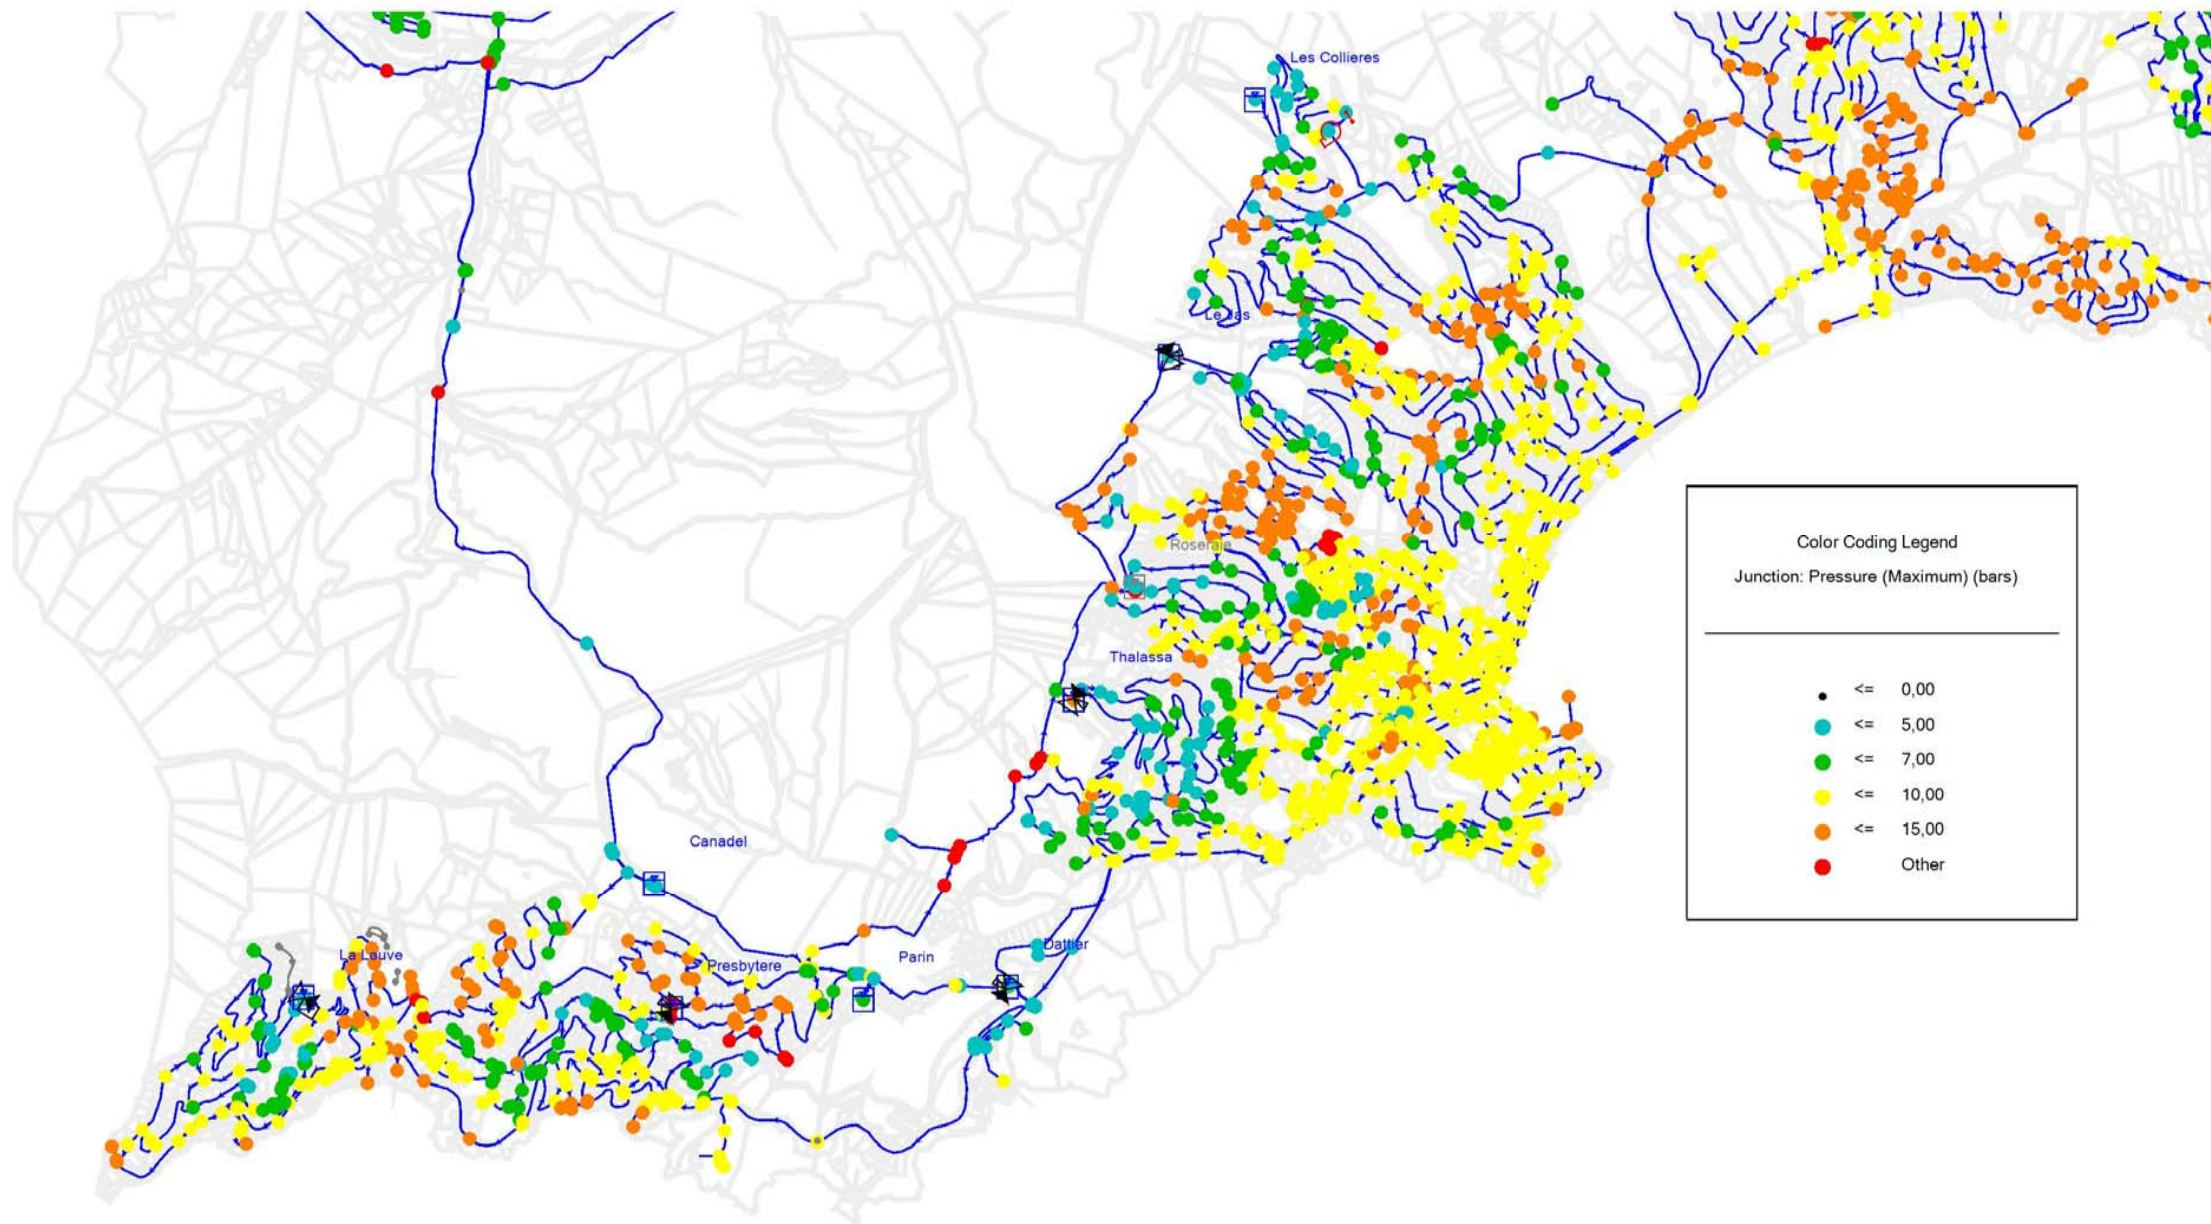 Les Collieres
Le Jas
Roseraie
Thalassa
Canadel
La Louve
Presbytere
Parin
Dattier
Color Coding Legend
Junction: Pressure (Maximum) (bars)
<= 0,00
<= 5,00
<= 7,00
<= 10,00
<= 15,00
Other